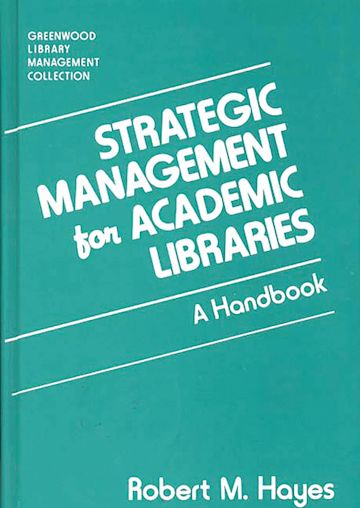 GREENWOOD
LIBRARY
MANAGEMENT
COLLECTION
STRATEGIC
MANAGEMENT
for ACADEMIC
LIBRARIES
A Handbook
Robert M. Hayes